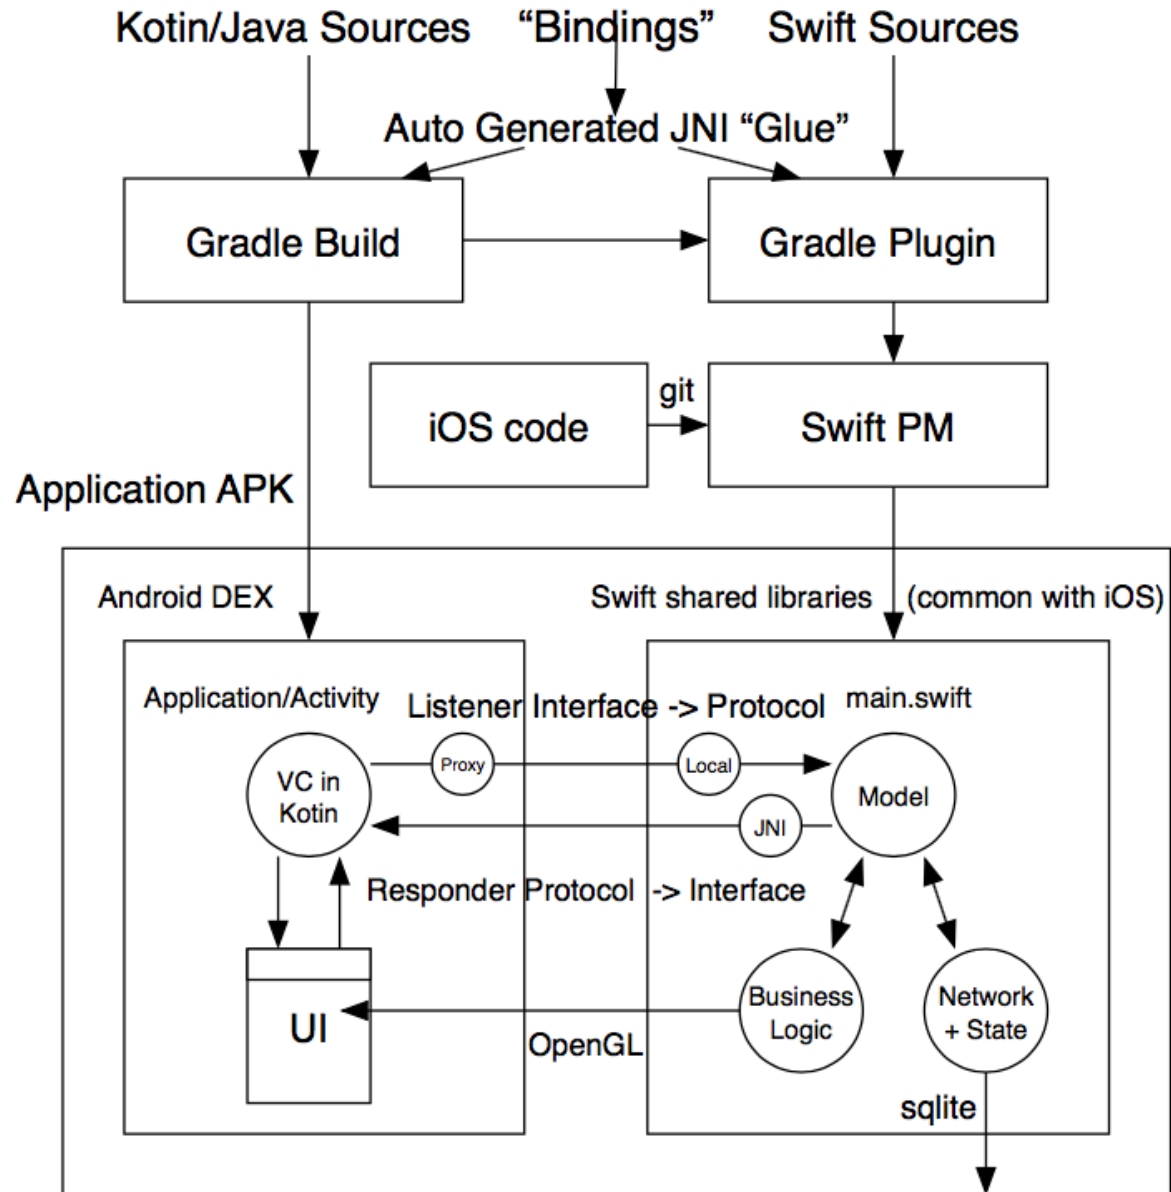 Kotin/Java Sources
“Bindings”
Swift Sources
Auto Generated JNI “Glue”
Gradle Build
Gradle Plugin
iOS code
git
Swift PM
Application APK
Android DEX
Swift shared libraries
(common with iOS)
Application/Activity
Listener Interface -> Protocol
main.swift
VC in
Kotin
Proxy
Local
Model
JNI
Responder Protocol -> Interface
UI
OpenGL
Business
Logic
Network
+ State
sqlite